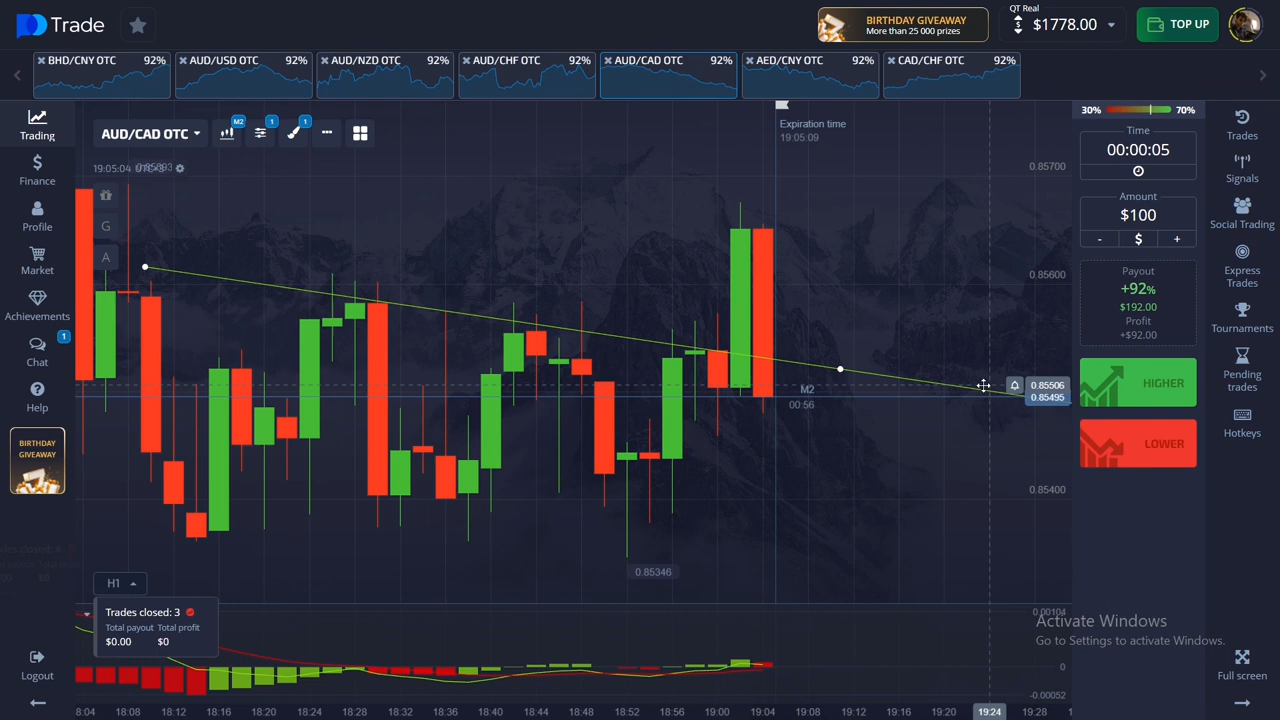 Trade
BIRTHDAY GIVEAWAY
More than 25 000 prizes
QT Real
$1778.00
TOP UP
BHD/CNY OTC 92%
AUD/USD OTC 92%
AUD/NZD OTC 92%
AUD/CHF OTC 92%
AUD/CAD OTC 92%
AED/CNY OTC 92%
CAD/CHF OTC 92%
Trading
Finance
Profile
Market
Achievements
1
Chat
Help
BIRTHDAY
GIVEAWAY
Logout
AUD/CAD OTC
M2
1
1
19:05:04
G
A
Expiration time
19:05:09
0.85700
0.85600
0.85506
0.85495
0.85400
M2
00:56
0.85346
H1
Trades closed: 3
Total payout Total profit
$0.00 $0
0.00104
0
-0.00052
8:04 18:08 18:12 18:16 18:20 18:24 18:28 18:32 18:36 18:40 18:44 18:48 18:52 18:56 19:00 19:04 19:08 19:12 19:16 19:20 19:24 19:28
30% 70%
Time
00:00:05
Amount
$100
- $ +
Payout
+92%
$192.00
Profit
+$92.00
HIGHER
LOWER
Trades
Signals
Social Trading
Express
Trades
Tournaments
Pending
trades
Hotkeys
Activate Windows
Go to Settings to activate Windows.
Full screen